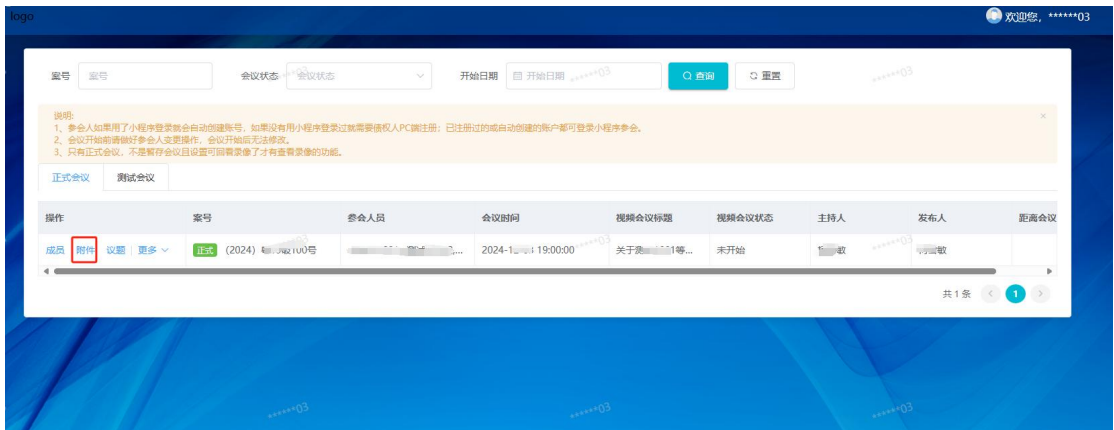 logo
欢迎您, ******03
案号 案号 会议状态 会议状态 开始日期 开始日期 查询 重置
说明:
1、参会人如果用了小程序登录就会自动创建账号，如果没有用小程序登录过就需要债权人PC端注册；已注册过的或自动创建的账户都可登录小程序参会。
2、会议开始前请做好参会人变更操作，会议开始后无法修改。
3、只有正式会议、不是暂存会议且设置可回看录像了才有查看录像的功能。
正式会议 测试会议
操作 案号 参会人员 会议时间 视频会议标题 视频会议状态 主持人 发布人 距离会议
成员 附件 议题 更多 正式 (2024) 100号 2024-1 19:00:00 关于 1等... 未开始 敏 敏
共1条 1
******03
******03
******03